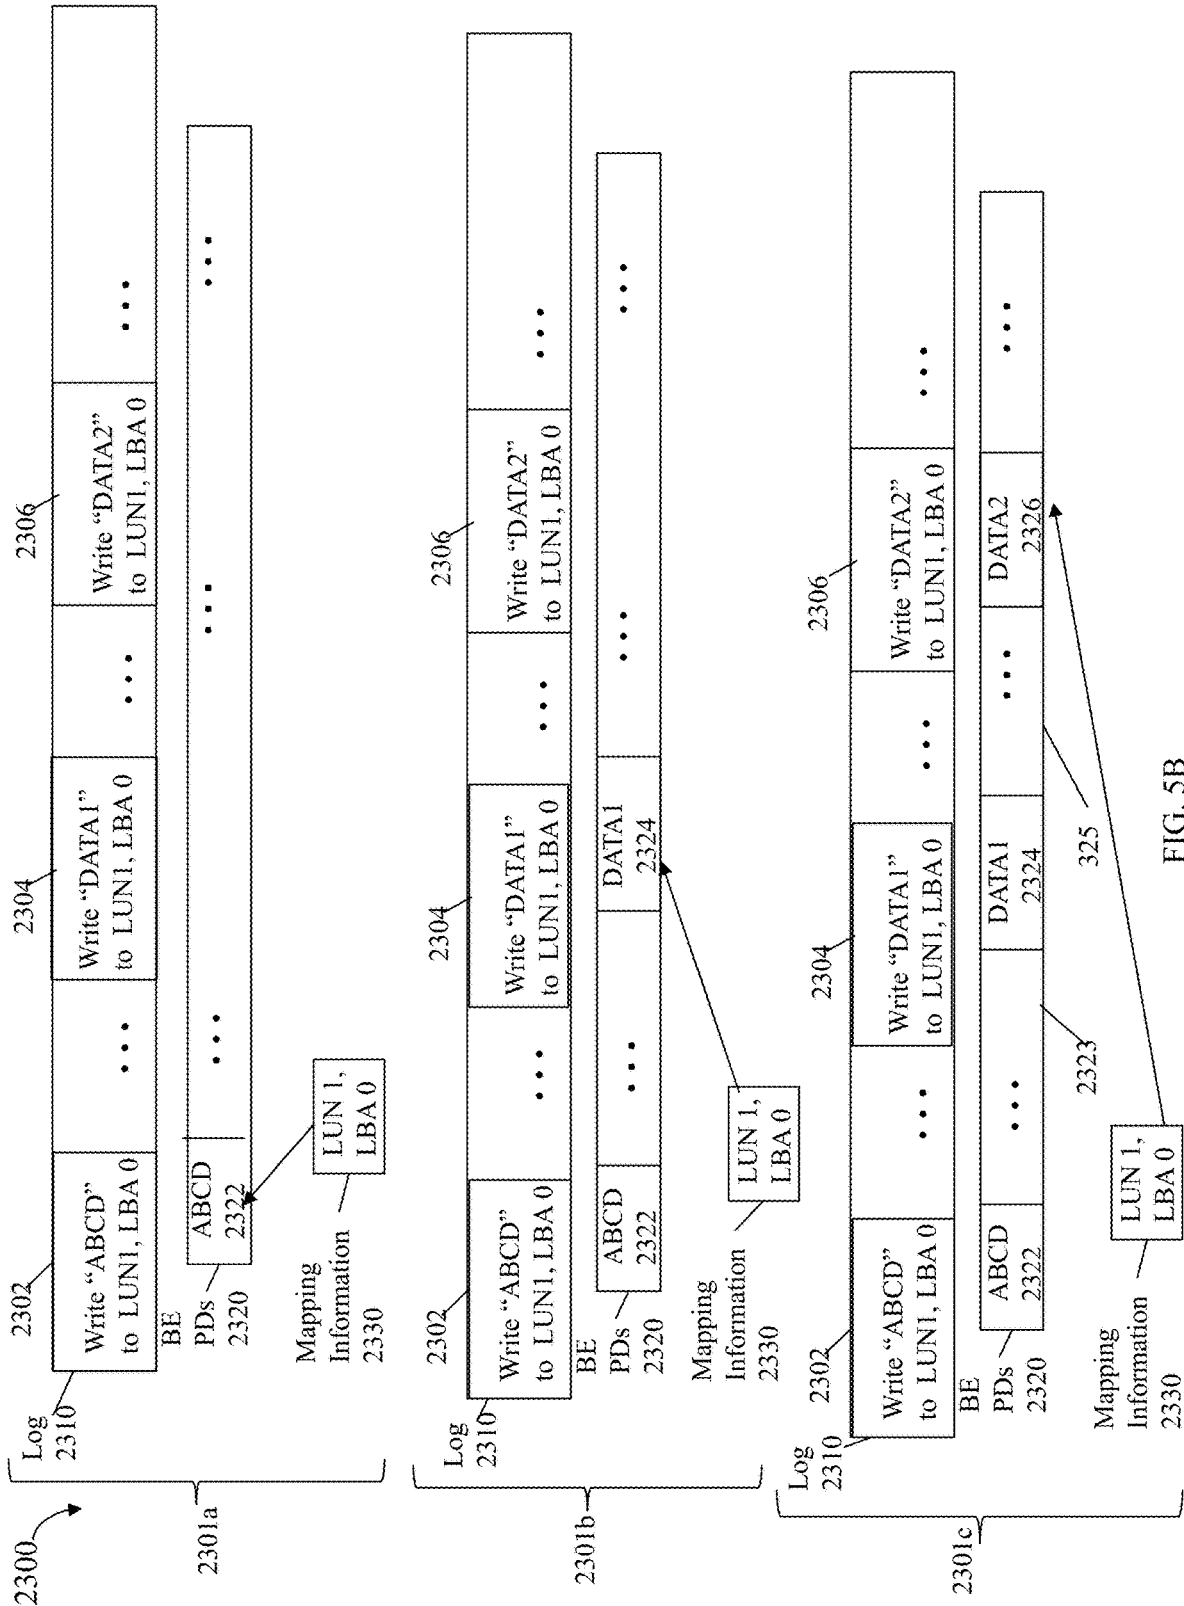 2300
2301a
Log
2310
2302
Write “ABCD”
to LUN1, LBA 0
• • •
2304
Write “DATA1”
to LUN1, LBA 0
• • •
2306
Write “DATA2”
to LUN1, LBA 0
• • •
BE
PDs
2320
ABCD
2322
• • •
• • •
• • •
Mapping
Information
2330
LUN 1,
LBA 0
2301b
Log
2310
2302
Write “ABCD”
to LUN1, LBA 0
• • •
2304
Write “DATA1”
to LUN1, LBA 0
• • •
2306
Write “DATA2”
to LUN1, LBA 0
• • •
BE
PDs
2320
ABCD
2322
• • •
DATA1
2324
• • •
• • •
Mapping
Information
2330
LUN 1,
LBA 0
2301c
Log
2310
2302
Write “ABCD”
to LUN1, LBA 0
• • •
2304
Write “DATA1”
to LUN1, LBA 0
• • •
2306
Write “DATA2”
to LUN1, LBA 0
• • •
BE
PDs
2320
ABCD
2322
• • •
2323
DATA1
2324
325
• • •
DATA2
2326
• • •
Mapping
Information
2330
LUN 1,
LBA 0
FIG. 5B